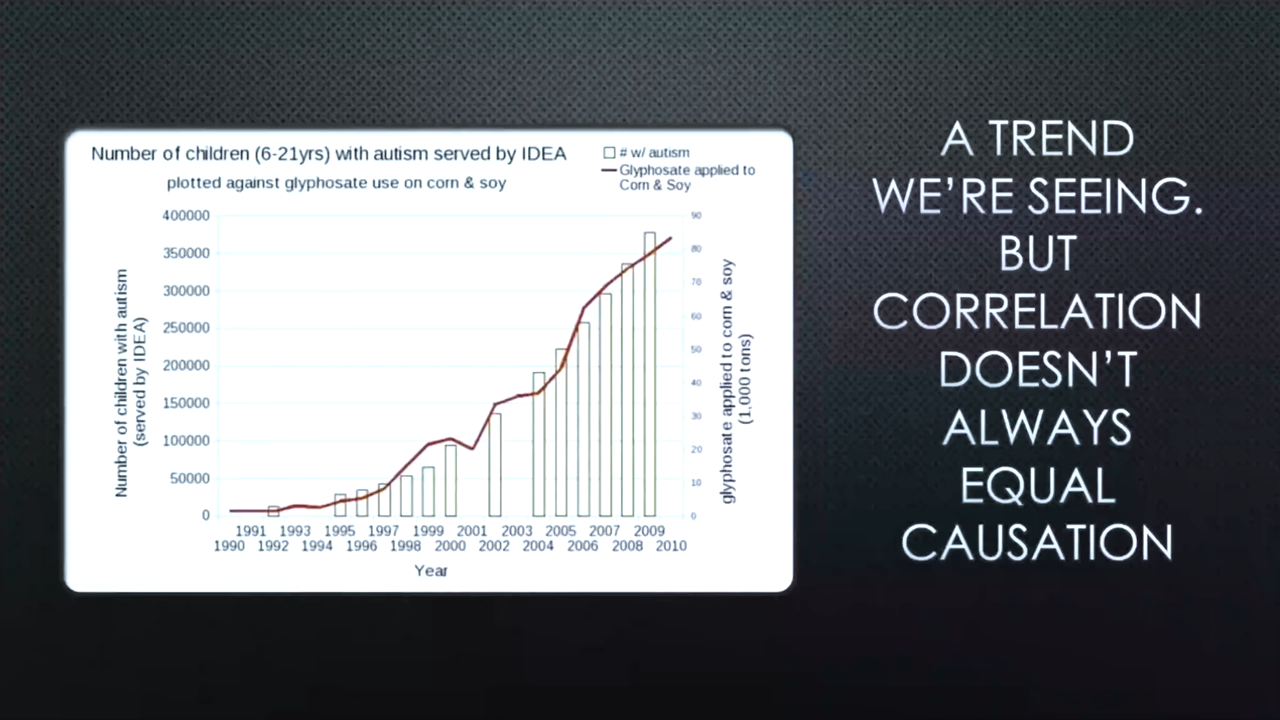 Number of children (6-21yrs) with autism served by IDEA
plotted against glyphosate use on corn & soy
# w/ autism
Glyphosate applied to
Corn & Soy
Number of children with autism
(served by IDEA)
400000
350000
300000
250000
200000
150000
100000
50000
0
90
80
70
60
50
40
30
20
10
0
glyphosate applied to corn & soy
(1,000 tons)
1991 1993 1995 1997 1999 2001 2003 2005 2007 2009
1990 1992 1994 1996 1998 2000 2002 2004 2006 2008 2010
Year
A TREND
WE'RE SEEING.
BUT
CORRELATION
DOESN'T
ALWAYS
EQUAL
CAUSATION